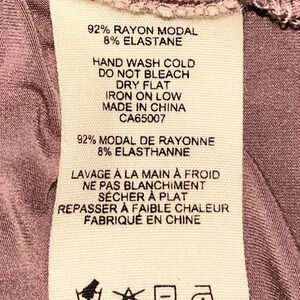 92% RAYON MODAL
8% ELASTANE
HAND WASH COLD
DO NOT BLEACH
DRY FLAT
IRON ON LOW
MADE IN CHINA
CA65007
92% MODAL DE RAYONNE
8% ELASTHANNE
LAVAGE À LA MAIN À FROID
NE PAS BLANCHIMENT
SÉCHER À PLAT
REPASSER À FAIBLE CHALEUR
FABRIQUÉ EN CHINE